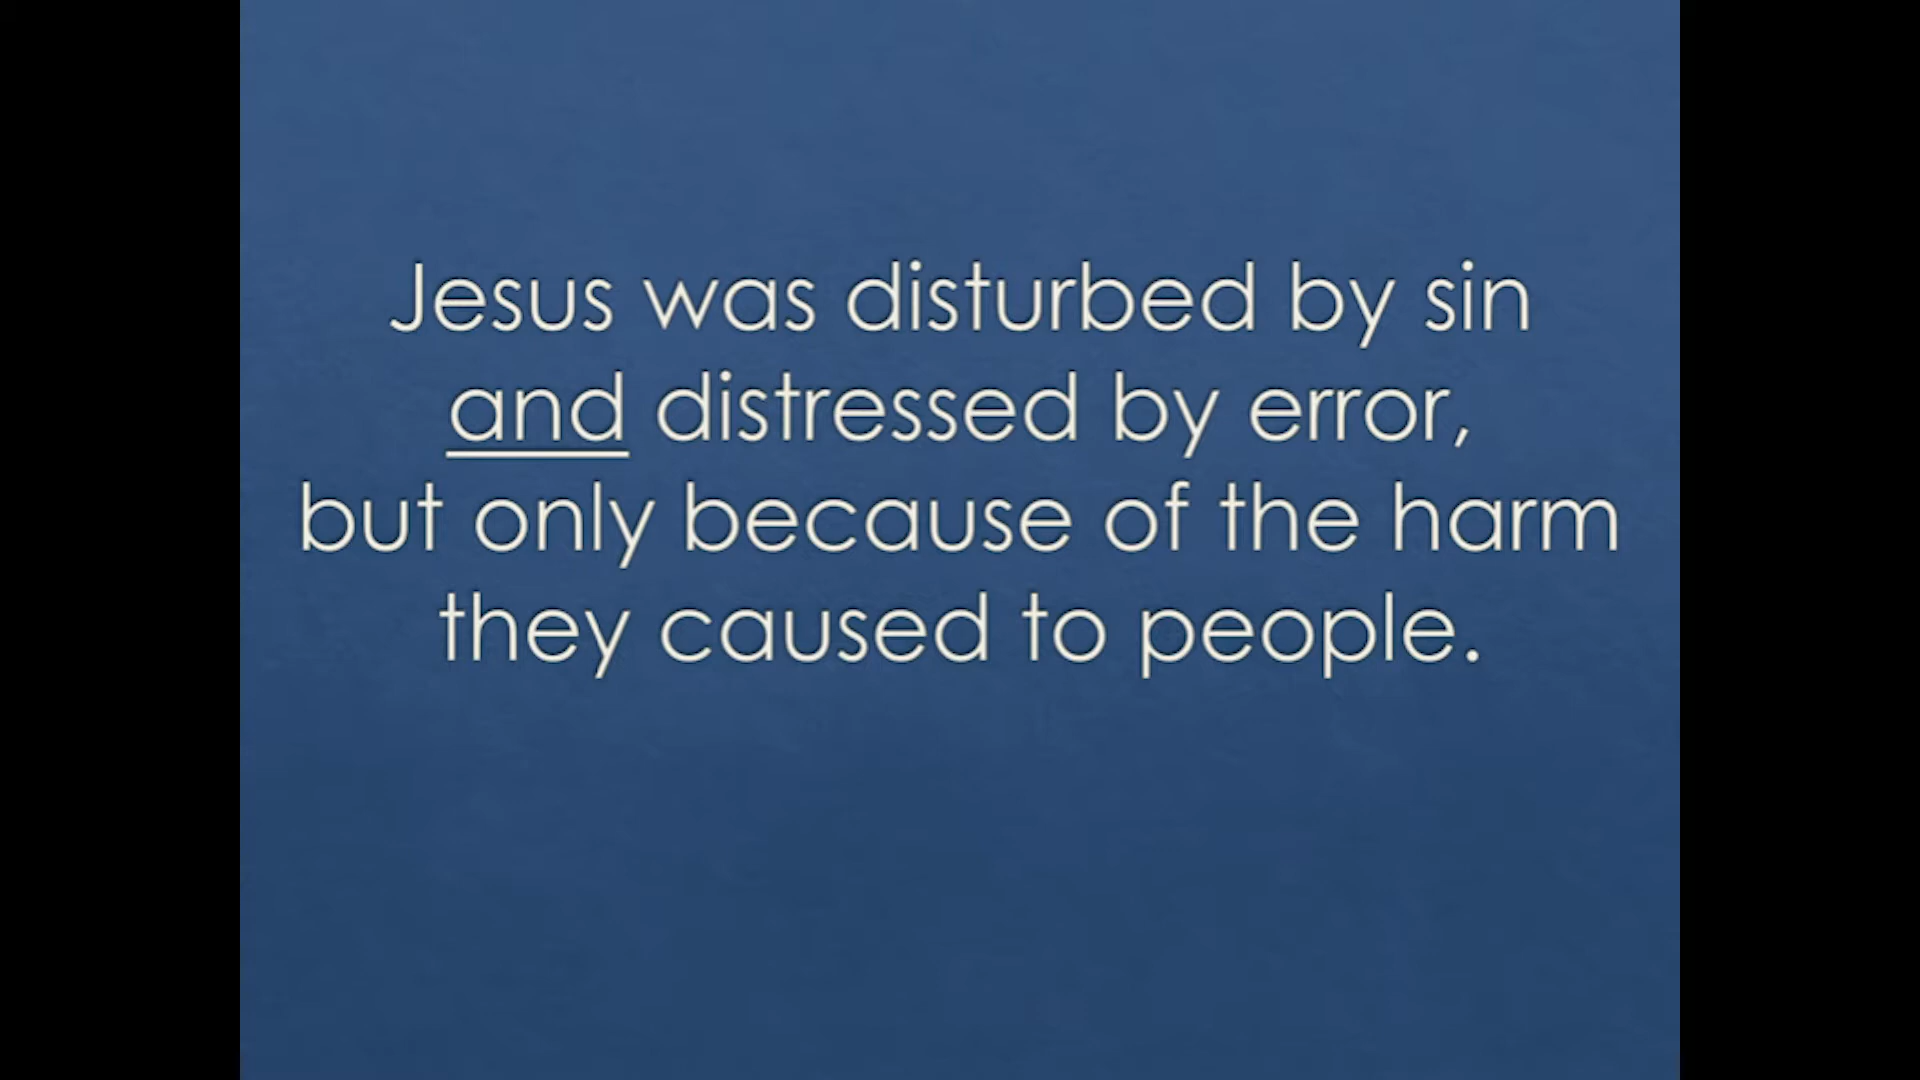 Jesus was disturbed by sin
and distressed by error,
but only because of the harm
they caused to people.